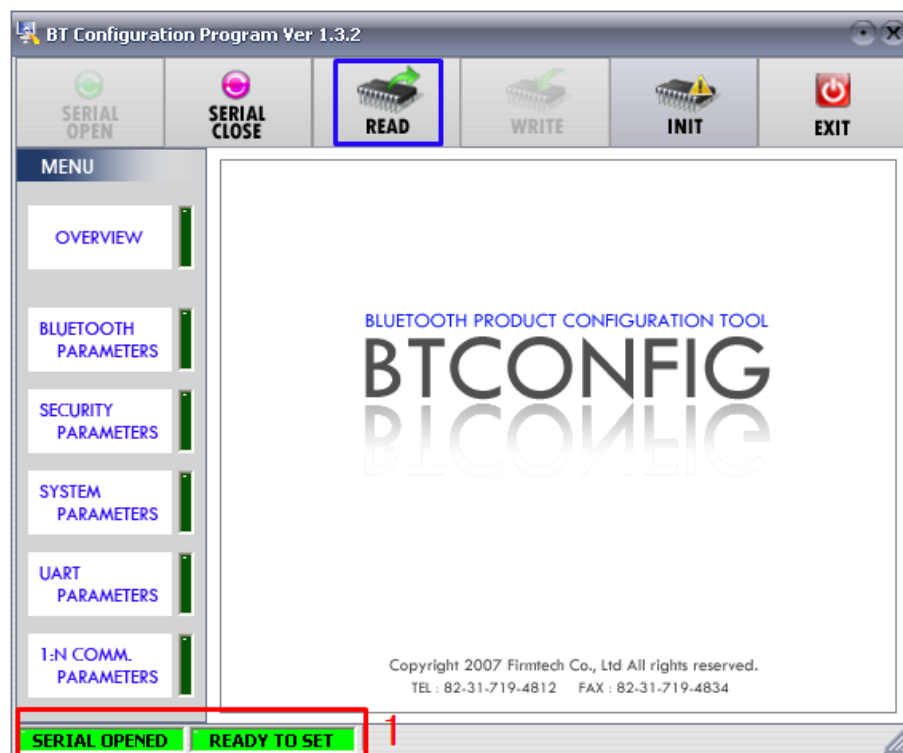 BT Configuration Program Ver 1.3.2
SERIAL
OPEN
SERIAL
CLOSE
READ
WRITE
INIT
EXIT
MENU
OVERVIEW
BLUETOOTH
PARAMETERS
SECURITY
PARAMETERS
SYSTEM
PARAMETERS
UART
PARAMETERS
1:N COMM.
PARAMETERS
BLUETOOTH PRODUCT CONFIGURATION TOOL
BTCONFIG
BTCONFIG
Copyright 2007 Firmtech Co., Ltd All rights reserved.
TEL : 82-31-719-4812 FAX : 82-31-719-4834
SERIAL OPENED
READY TO SET
1